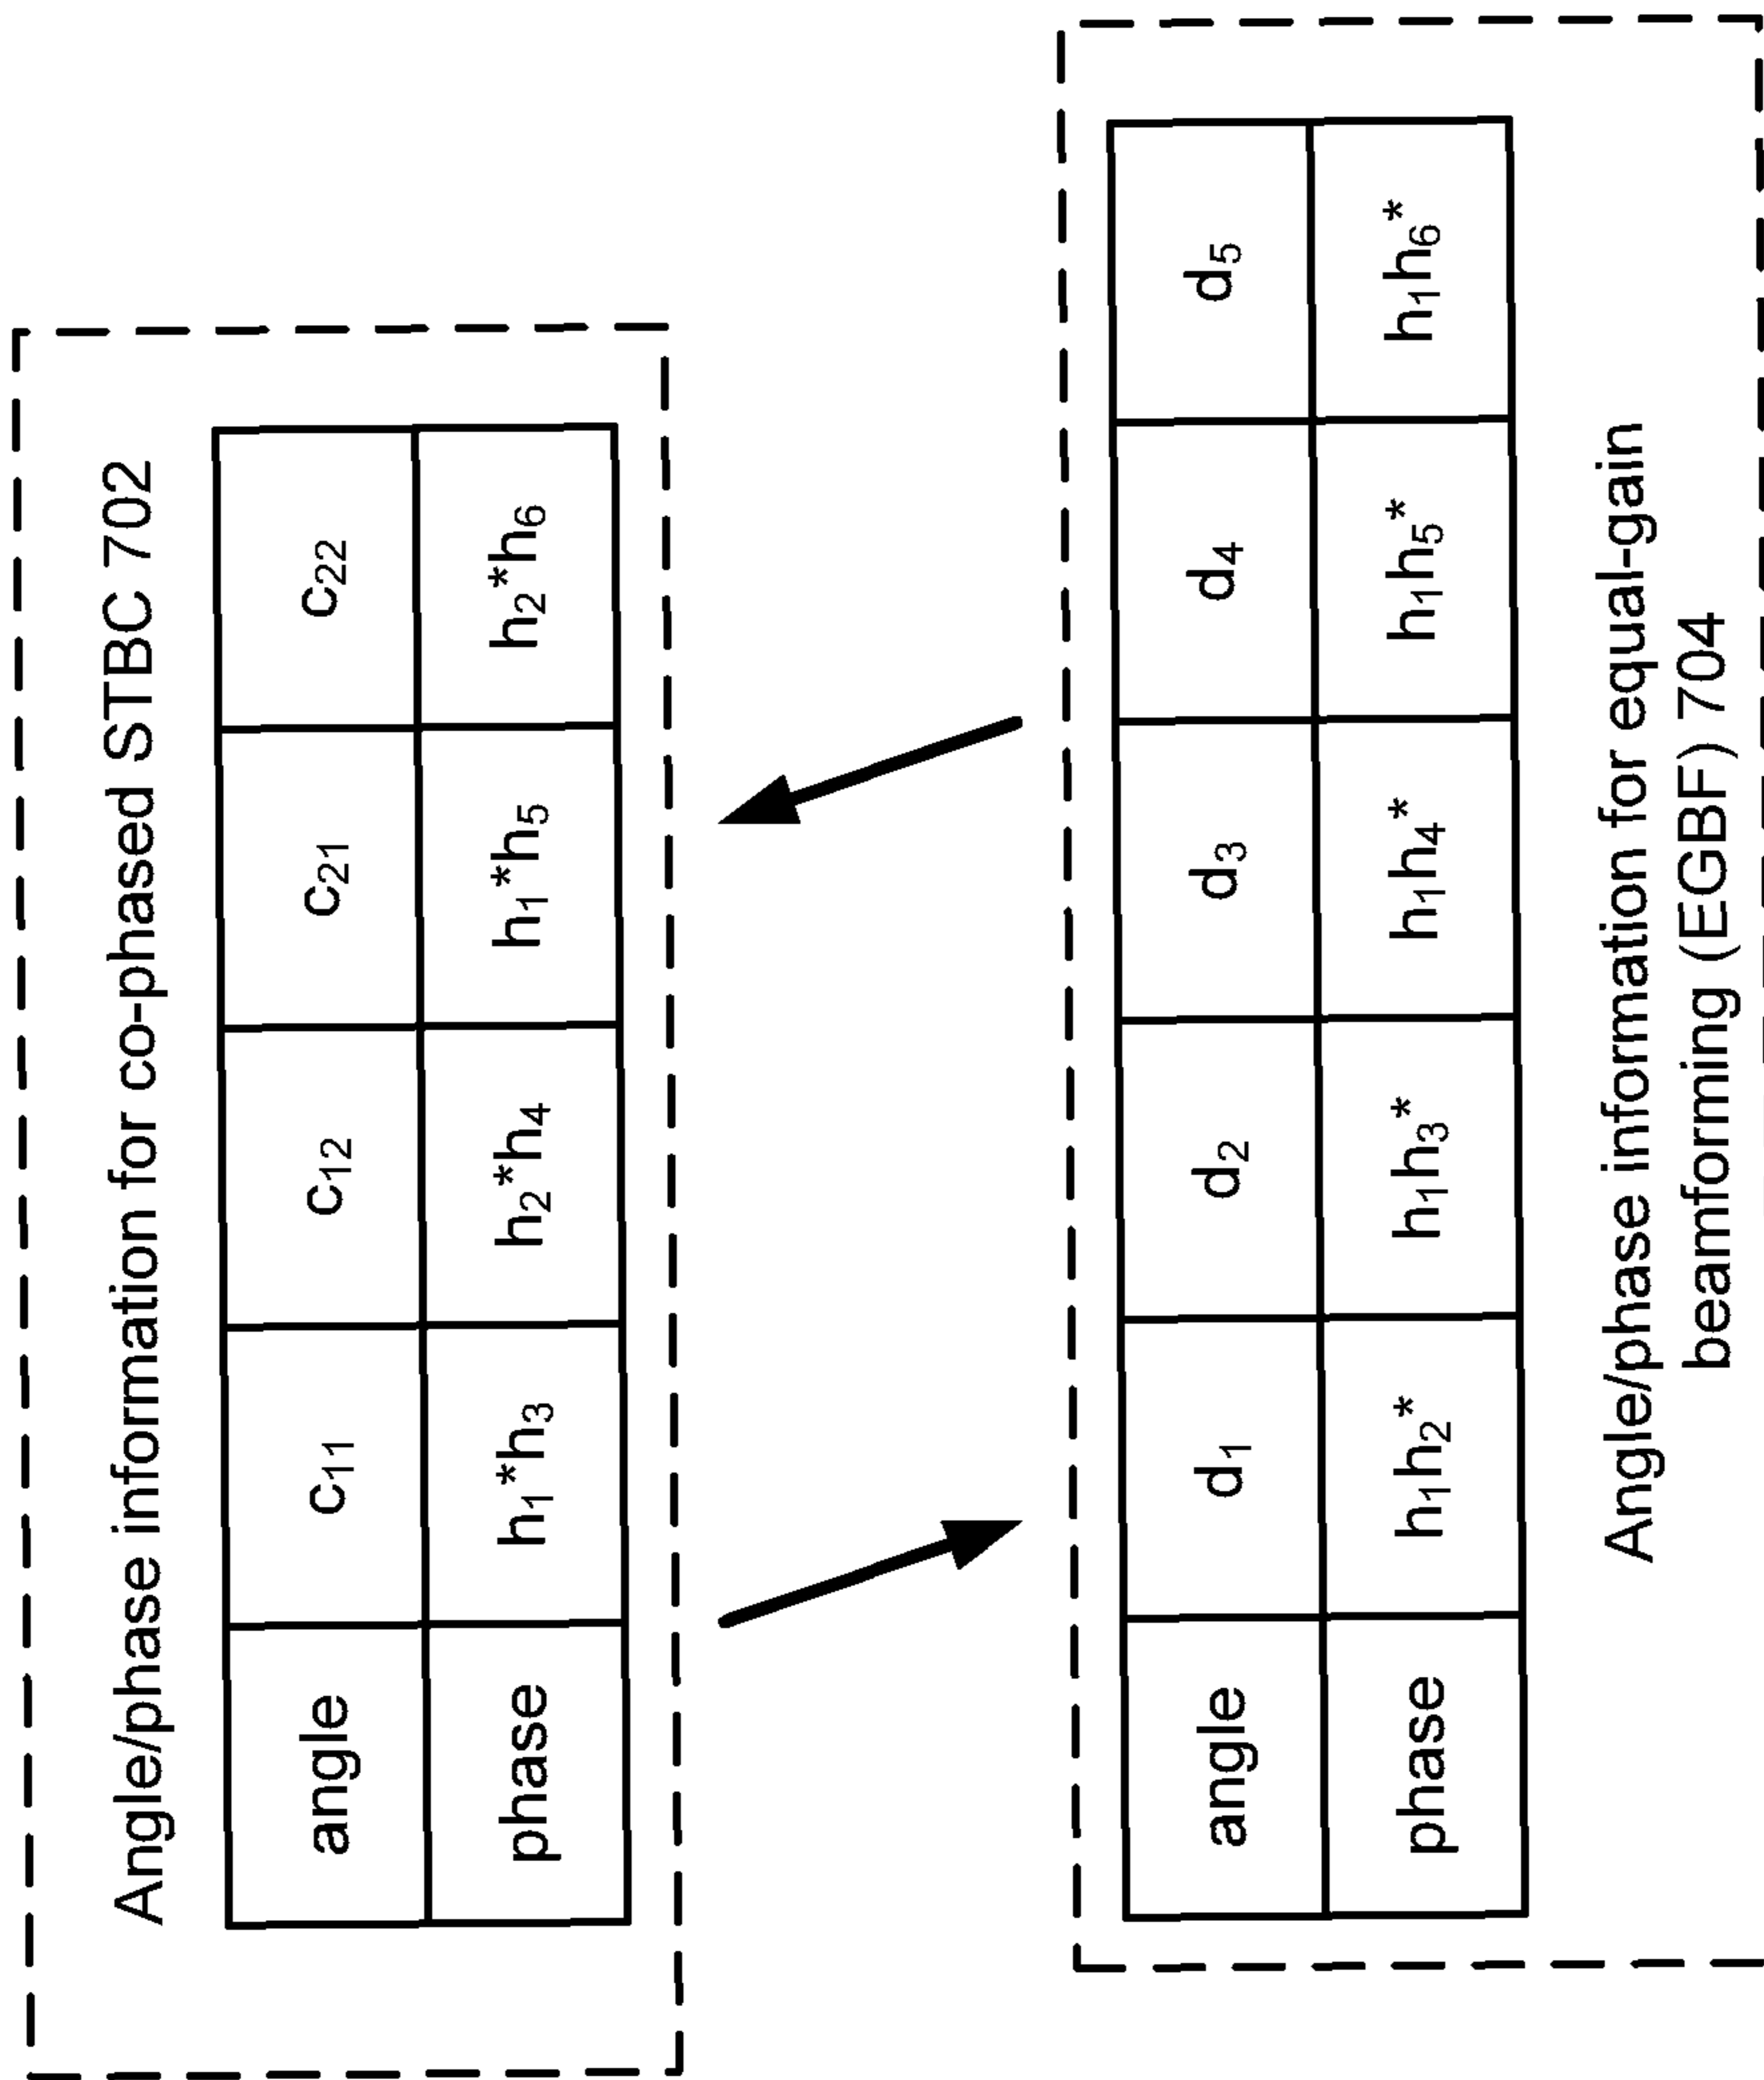 Angle/phase information for co-phased STBC 702
angle c₁₁ c₁₂ c₂₁ c₂₂
phase h₁*h₃ h₂*h₄ h₁*h₅ h₂*h₆
angle d₁ d₂ d₃ d₄ d₅
phase h₁h₂* h₁h₃* h₁h₄* h₁h₅* h₁h₆*
Angle/phase information for equal-gain
beamforming (EGBF) 704